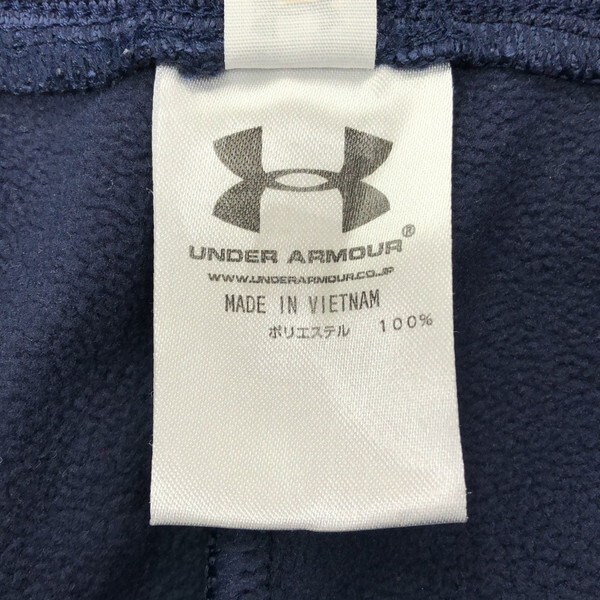 UNDER ARMOUR®
WWW.UNDERARMOUR.CO.JP
MADE IN VIETNAM
ポリエステル 100%